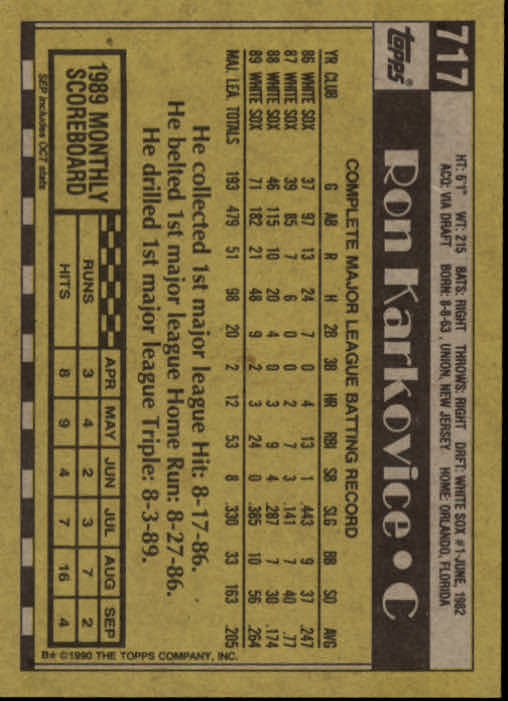 717
topps®
Ron Karkovice • C
HT: 6'1" WT: 215 BATS: RIGHT THROWS: RIGHT DRFT: WHITE SOX #1-JUNE, 1982
ACQ: VIA DRAFT BORN: 8-8-63, UNION, NEW JERSEY HOME: ORLANDO, FLORIDA
COMPLETE MAJOR LEAGUE BATTING RECORD
YR CLUB G AB R H 2B 3B HR RBI SB SLG BB SO AVG
86 WHITE SOX 37 97 13 24 7 0 4 13 1 .443 9 37 .247
87 WHITE SOX 39 85 7 6 0 0 2 7 3 .141 7 40 .77
88 WHITE SOX 46 115 10 20 4 0 3 9 4 .287 7 30 .174
89 WHITE SOX 71 182 21 48 9 2 3 24 0 .385 10 56 .264
MAJ. LEA. TOTALS 193 479 51 98 20 2 12 53 8 .330 33 163 .205
He collected 1st major league Hit: 8-17-86.
He belted 1st major league Home Run: 8-27-86.
He drilled 1st major league Triple: 8-3-89.
1989 MONTHLY
SCOREBOARD
APR MAY JUN JUL AUG SEP
RUNS 3 4 2 3 7 2
HITS 8 9 4 7 16 4
SEP includes OCT stats
B* ©1990 THE TOPPS COMPANY, INC.